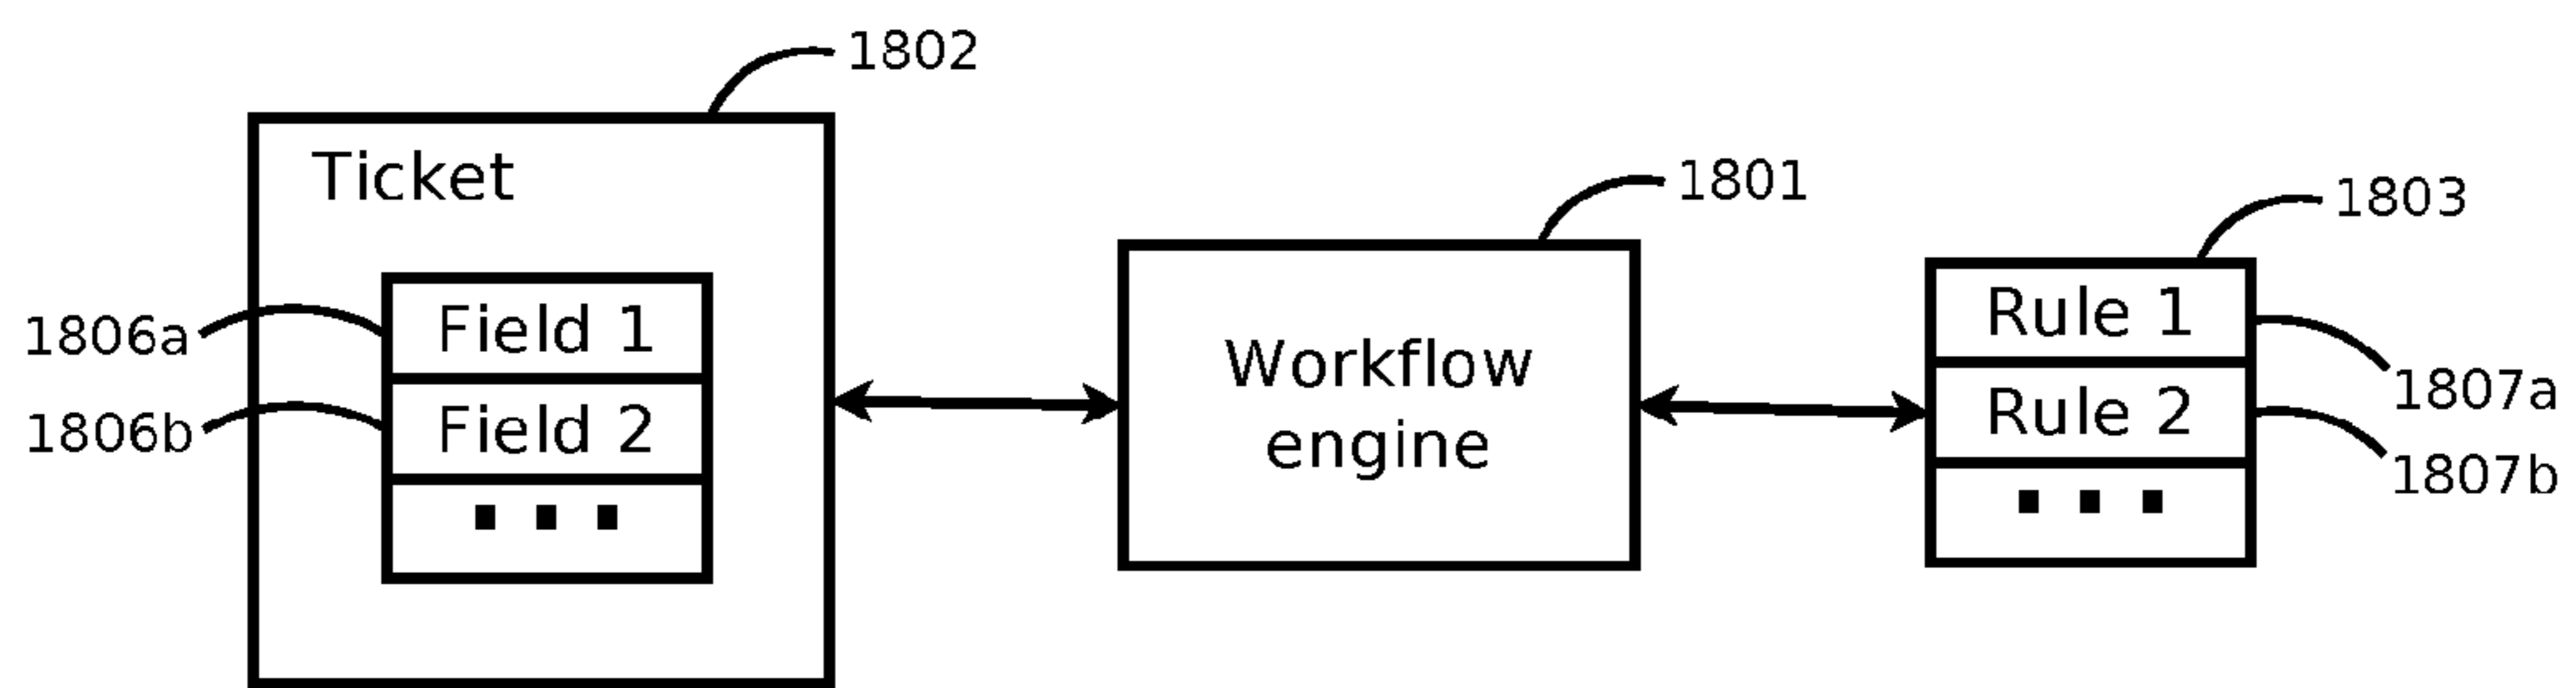 1802
Ticket
1801
1803
1806a
Field 1
Rule 1
1806b
Field 2
Workflow
engine
Rule 2
1807a
1807b